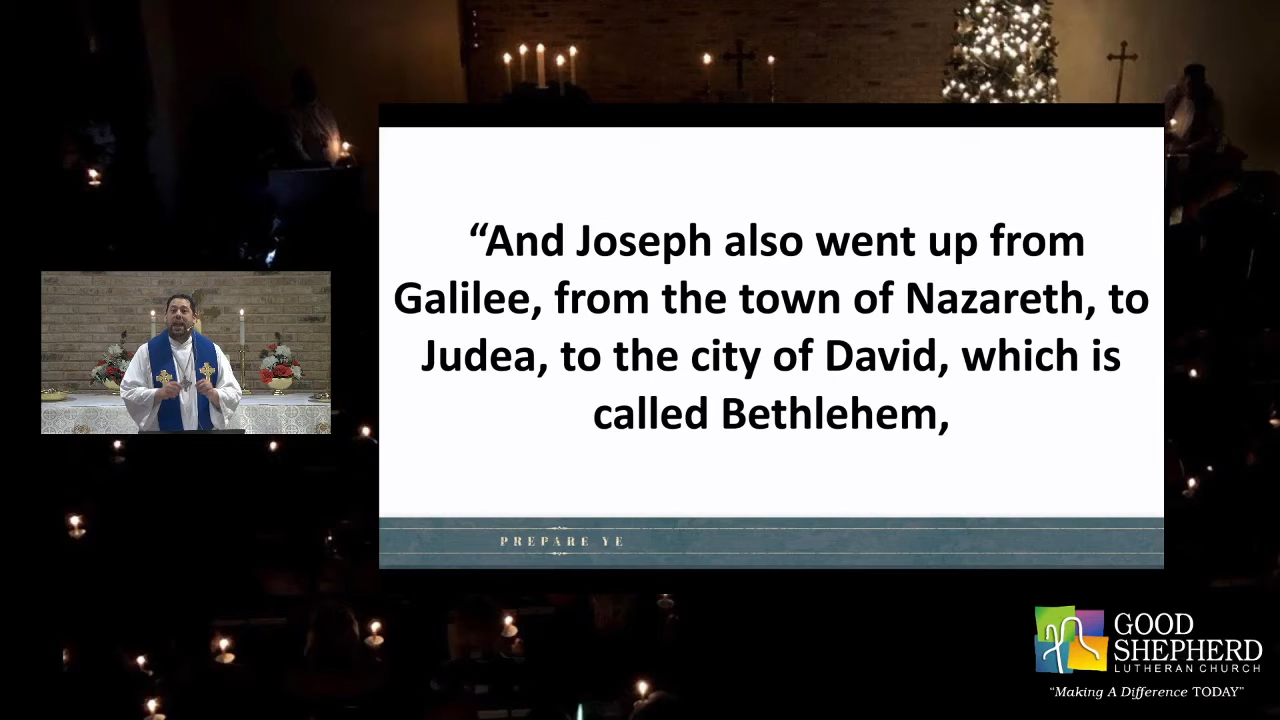 “And Joseph also went up from
Galilee, from the town of Nazareth, to
Judea, to the city of David, which is
called Bethlehem,
PREPARE YE
GOOD
SHEPHERD
LUTHERAN CHURCH
“Making A Difference TODAY”